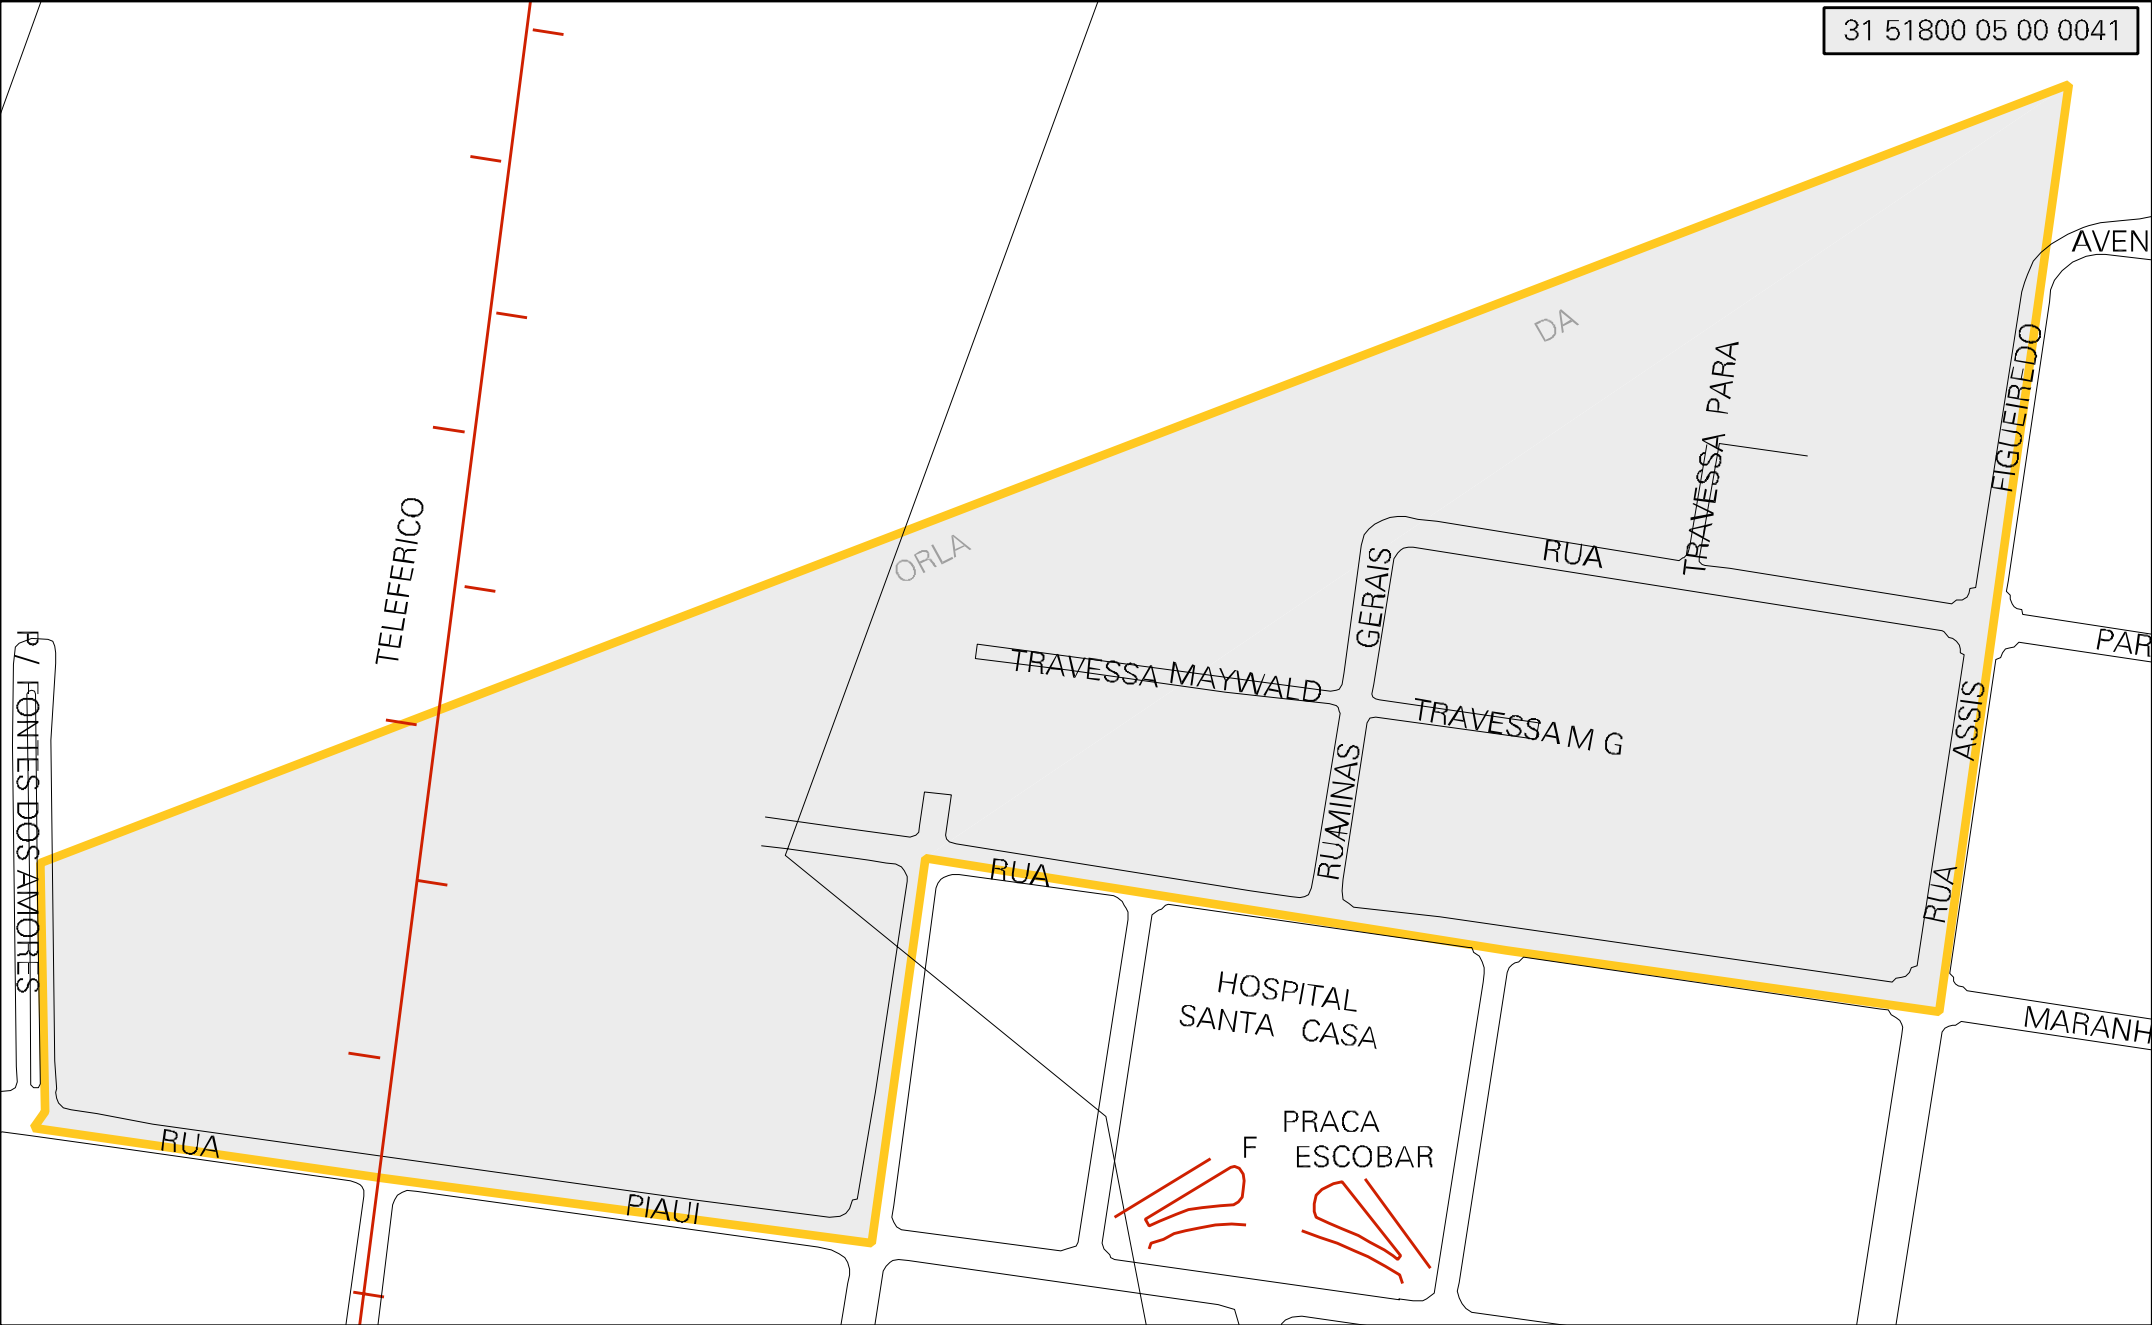 31 51800 05 00 0041
AVEN
DA
FIGUEIREDO
TRAVESSA PARA
RUA
ORLA
TELEFERICO
GERAIS
PAR
R / FONTES DOS AMORES
TRAVESSA MAYWALD
TRAVESSA M G
ASSIS
RUA MINAS
RUA
RUA
HOSPITAL
SANTA CASA
MARANH
PRACA
F ESCOBAR
RUA
PIAUI